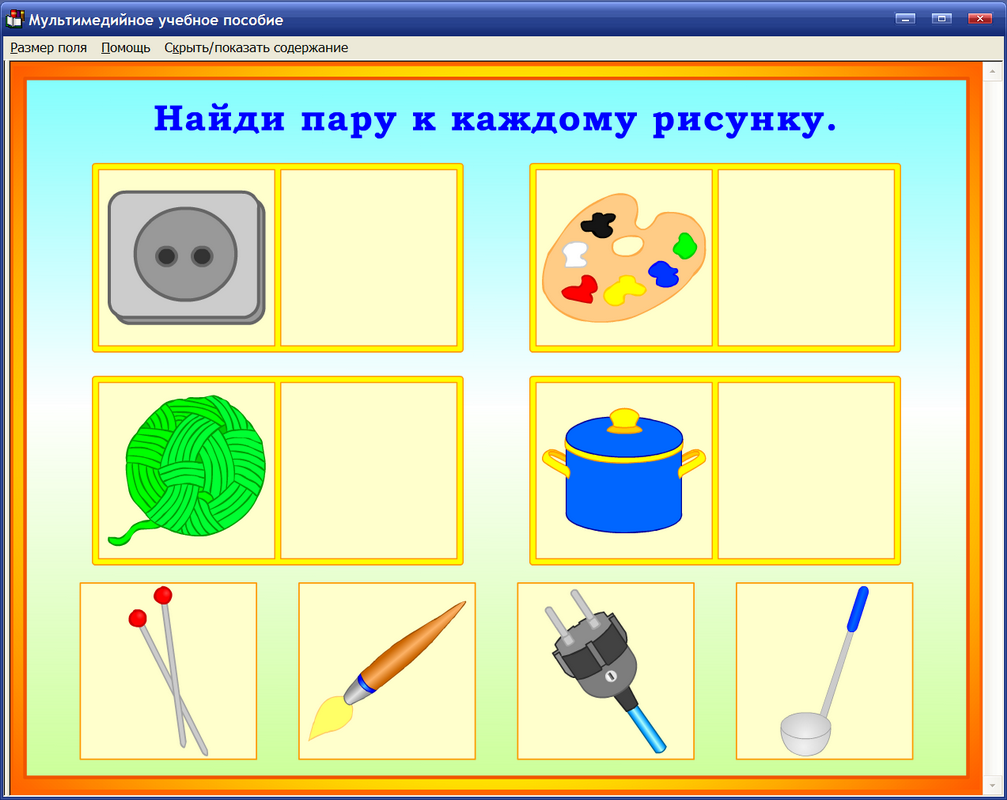 Мультимедийное учебное пособие
Размер поля Помощь Скрыть/показать содержание
Найди пару к каждому рисунку.